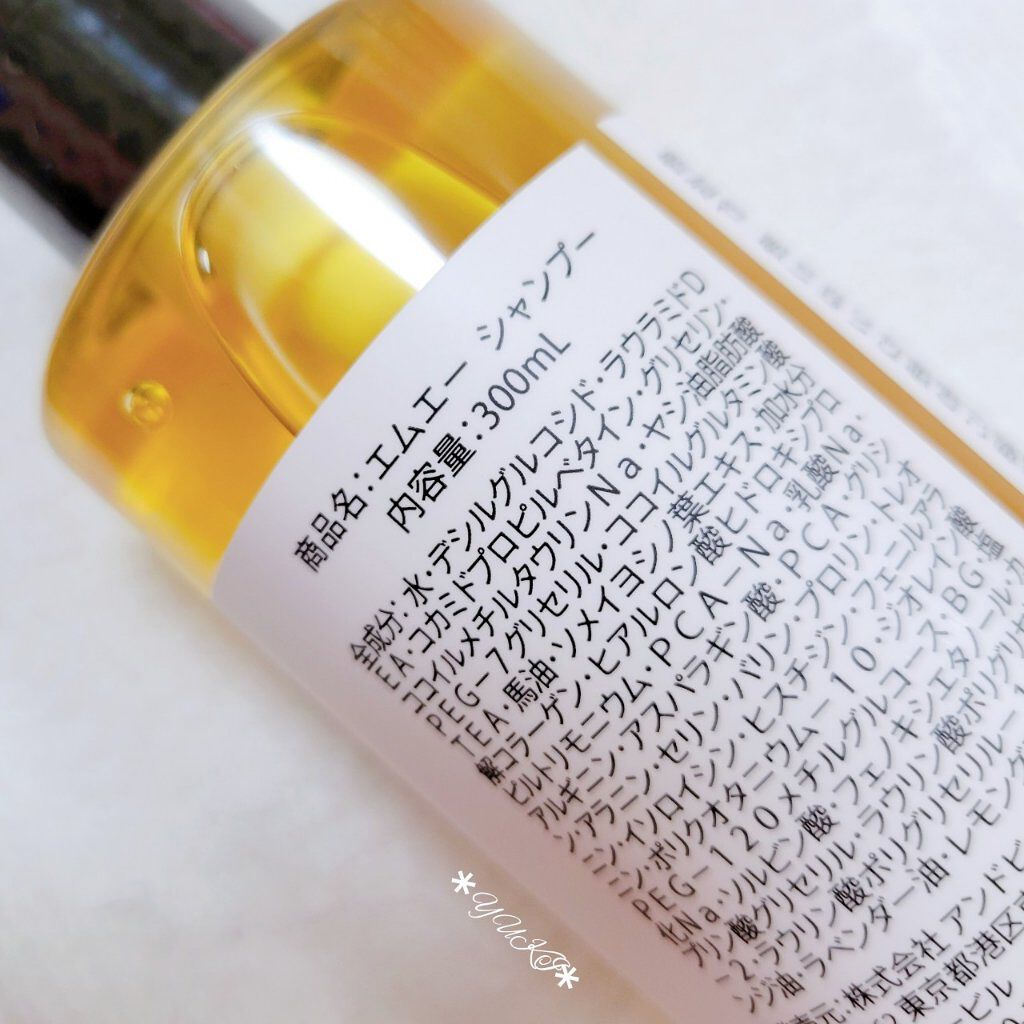 商品名：エムエー シャンプー
内容量：300mL
全成分：水・デシルグルコシド・ラウラミドD
EA・コカミドプロピルベタイン・グリセリン・
ココイルメチルタウリンNa・ヤシ油脂肪酸
PEG－7グリセリル・ココイルグルタミン酸
TEA・馬油・ソメイヨシノ葉エキス・加水分
解コラーゲン・ヒアルロン酸ヒドロキシプロ
ピルトリモニウム・PCA－Na・乳酸Na・
アルギニン・アスパラギン酸・PCA・グリシ
ン・アラニン・セリン・バリン・プロリン・トレオ
ニン・イソロイシン・ヒスチジン・フェニルアラ
ニン・ポリクオタニウム－10・ジオレイン酸
PEG－120メチルグルコース・BG・塩
化Na・ソルビン酸・フェノキシエタノール・カ
プリン酸グリセリル・ラウリン酸ポリグリセリ
－2・ラウリン酸ポリグリセリル－1
ンジ油・ラベンダー油・レモング
元：株式会社 アンドビ
東京都港区
ービル
*YUKI*